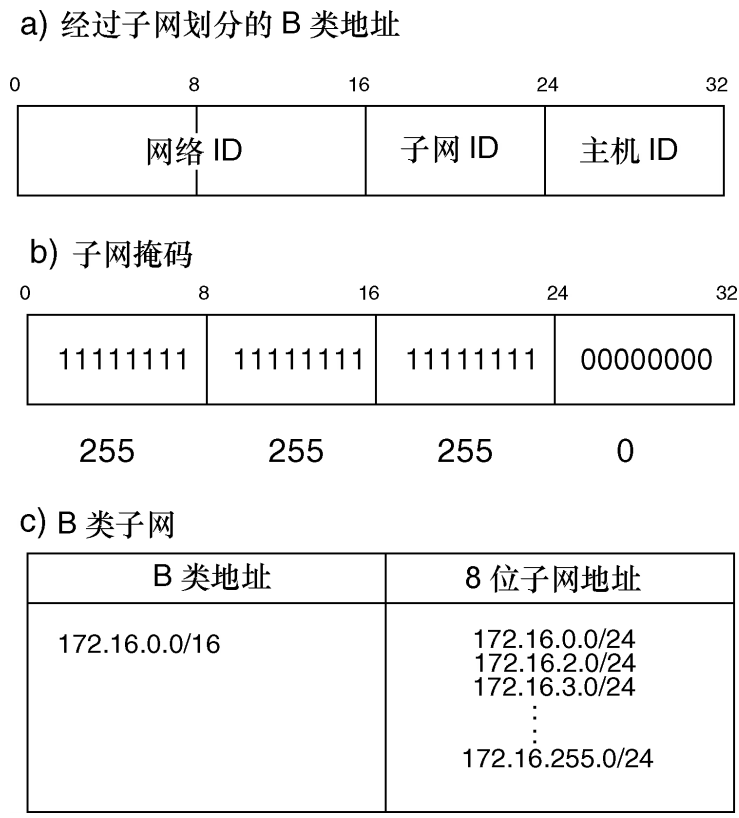 a) 经过子网划分的 B 类地址
0 8 16 24 32
网络 ID 子网 ID 主机 ID
b) 子网掩码
0 8 16 24 32
11111111 11111111 11111111 00000000
255 255 255 0
c) B 类子网
B 类地址 8 位子网地址
172.16.0.0/16 172.16.0.0/24
172.16.2.0/24
172.16.3.0/24
172.16.255.0/24